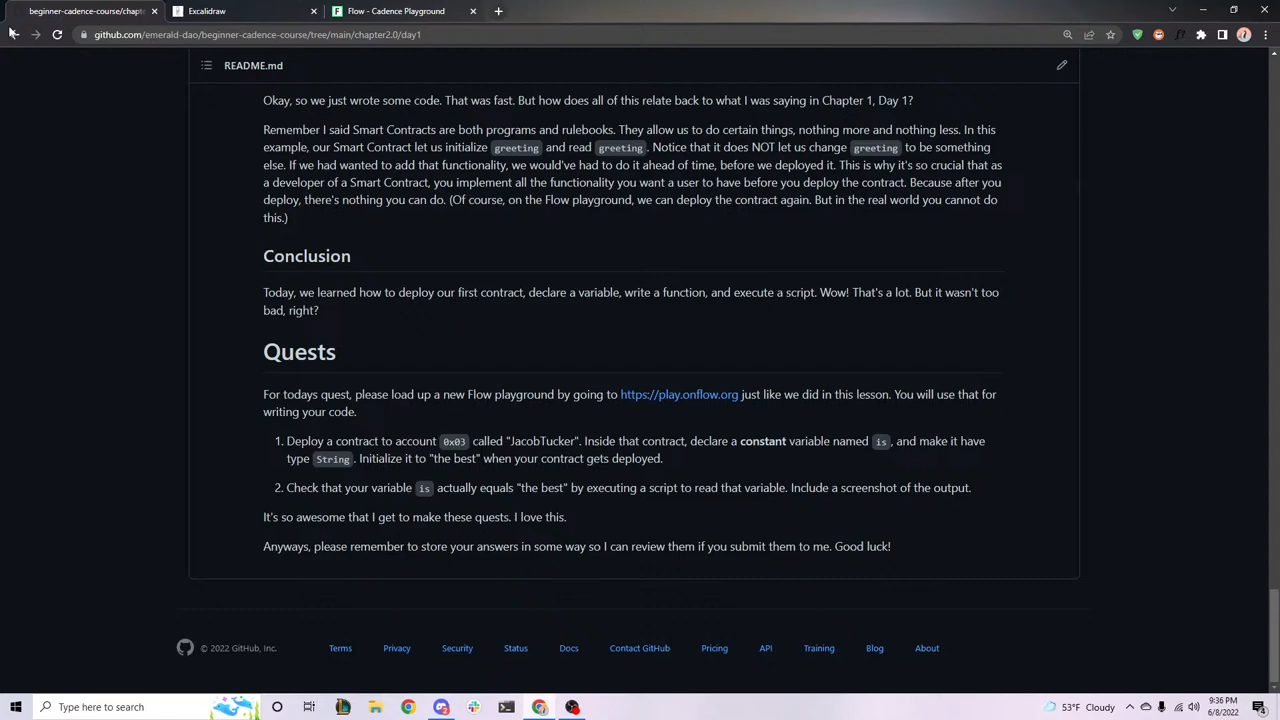 beginner-cadence-course/chapt
Excalidraw
Flow - Cadence Playground
github.com/emerald-dao/beginner-cadence-course/tree/main/chapter2.0/day1
README.md
Okay, so we just wrote some code. That was fast. But how does all of this relate back to what I was saying in Chapter 1, Day 1?
Remember I said Smart Contracts are both programs and rulebooks. They allow us to do certain things, nothing more and nothing less. In this
example, our Smart Contract let us initialize greeting and read greeting. Notice that it does NOT let us change greeting to be something
else. If we had wanted to add that functionality, we would've had to do it ahead of time, before we deployed it. This is why it's so crucial that as
a developer of a Smart Contract, you implement all the functionality you want a user to have before you deploy the contract. Because after you
deploy, there's nothing you can do. (Of course, on the Flow playground, we can deploy the contract again. But in the real world you cannot do
this.)
Conclusion
Today, we learned how to deploy our first contract, declare a variable, write a function, and execute a script. Wow! That's a lot. But it wasn't too
bad, right?
Quests
For todays quest, please load up a new Flow playground by going to https://play.onflow.org just like we did in this lesson. You will use that for
writing your code.
1. Deploy a contract to account 0x03 called "JacobTucker". Inside that contract, declare a constant variable named is, and make it have
type String. Initialize it to "the best" when your contract gets deployed.
2. Check that your variable is actually equals "the best" by executing a script to read that variable. Include a screenshot of the output.
It's so awesome that I get to make these quests. I love this.
Anyways, please remember to store your answers in some way so I can review them if you submit them to me. Good luck!
© 2022 GitHub, Inc.
Terms
Privacy
Security
Status
Docs
Contact GitHub
Pricing
API
Training
Blog
About
Type here to search
53°F Cloudy
9:36 PM
6/8/2022